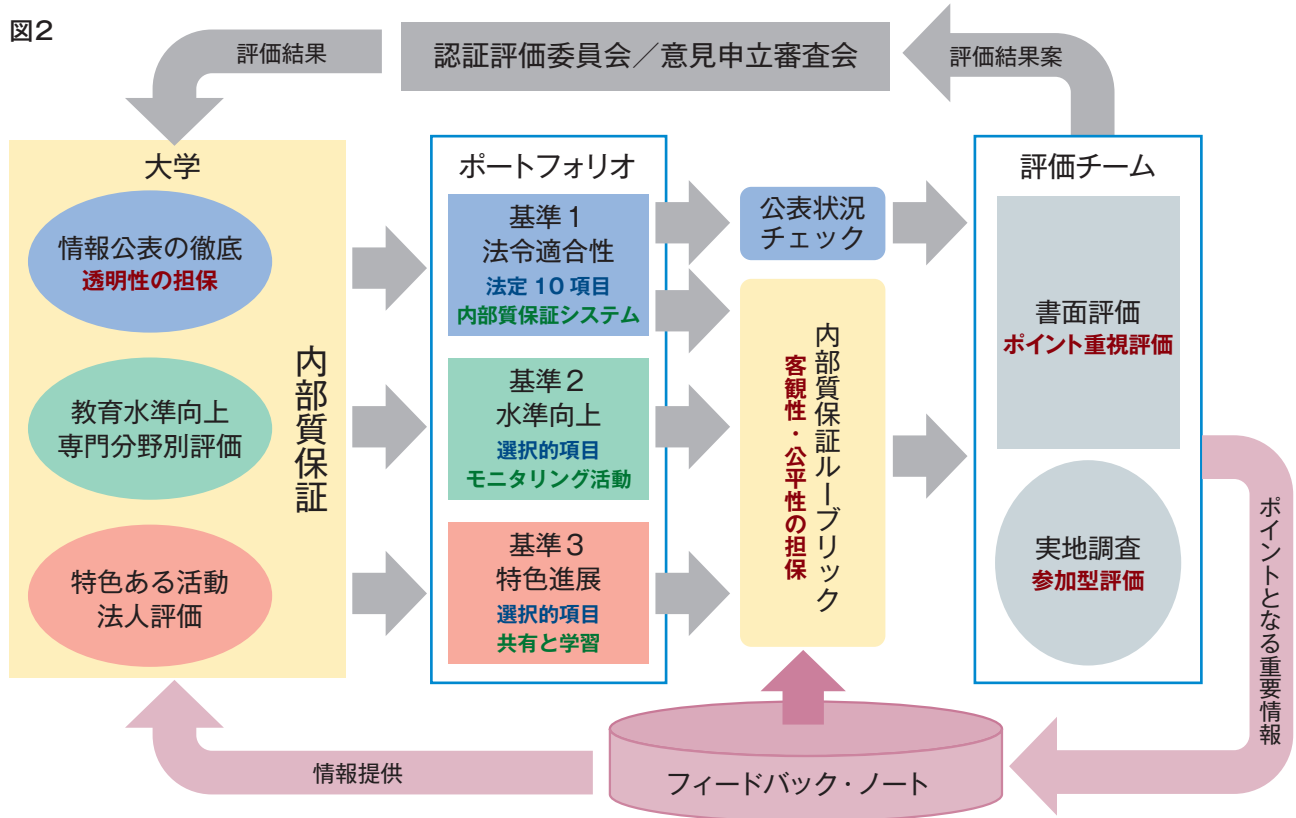 図2
評価結果
認証評価委員会／意見申立審査会
評価結果案
大学
情報公表の徹底
透明性の担保
教育水準向上
専門分野別評価
特色ある活動
法人評価
内部質保証
ポートフォリオ
基準1
法令適合性
法定10項目
内部質保証システム
基準2
水準向上
選択的項目
モニタリング活動
基準3
特色進展
選択的項目
共有と学習
公表状況
チェック
内部質保証ルーブリック
客観性・公平性の担保
評価チーム
書面評価
ポイント重視評価
実地調査
参加型評価
ポイントとなる重要情報
フィードバック・ノート
情報提供